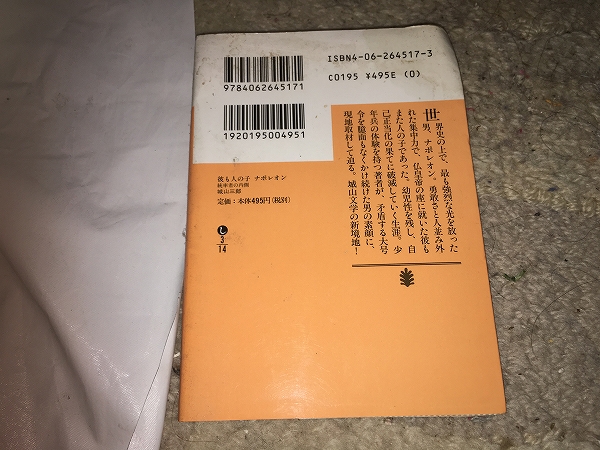 ISBN4-06-264517-3
C0195 ¥495E (0)
9784062645171
1920195004951
世界史の上で、最も強烈な光を放った
男、ナポレオン。勇敢さと人並み外
れた集中力で、仏皇帝の座に就いた彼も
また人の子であった。幼児性を残し、自
己正当化の果てに破滅していく生涯。少
年兵の体験を持つ著者が、矛盾する大号
令を臆面もなくかけ続けた男の素顔に、
現地取材して迫る。城山文学の新境地!
彼も人の子 ナポレオン
統率者の内側
城山三郎
定価:本体495円(税別)
し
3
14